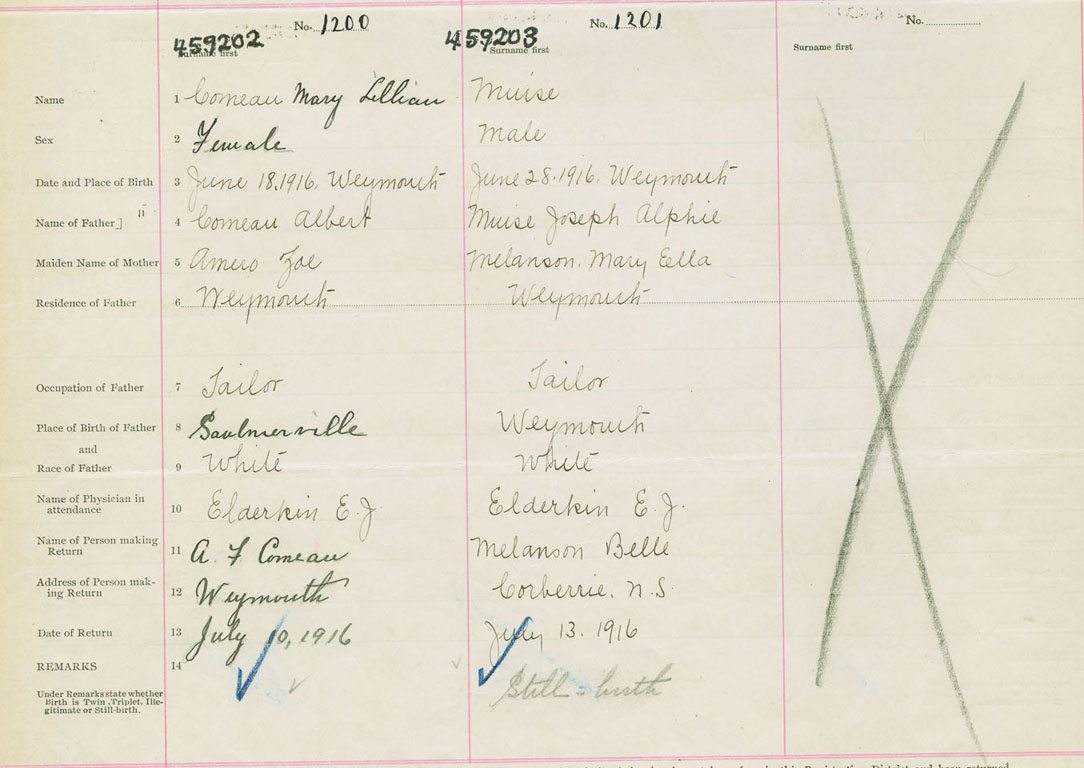 No. 1200
No. 1201
No.
459202
459203
Surname first
Surname first
Surname first
Name 1 Comeau Mary Lillian Muise
Sex 2 Female Male
Date and Place of Birth 3 June 18.1916. Weymouth June 28.1916. Weymouth
Name of Father] " 4 Comeau Albert Muise Joseph Alphie
Maiden Name of Mother 5 Amero Zoe Melanson. Mary Ella
Residence of Father 6 Weymouth Weymouth
Occupation of Father 7 Tailor Tailor
Place of Birth of Father 8 Saulnerville Weymouth
and
Race of Father 9 White White
Name of Physician in
attendance 10 Elderkin E.J. Elderkin E.J.
Name of Person making
Return 11 A. F Comeau Melanson Belle
Address of Person mak-
ing Return 12 Weymouth Corberrie. N.S.
Date of Return 13 July 10, 1916 July 13. 1916
REMARKS 14
Still-birth
Under Remarks state whether
Birth is Twin, Triplet, Ille-
gitimate or Still-birth.